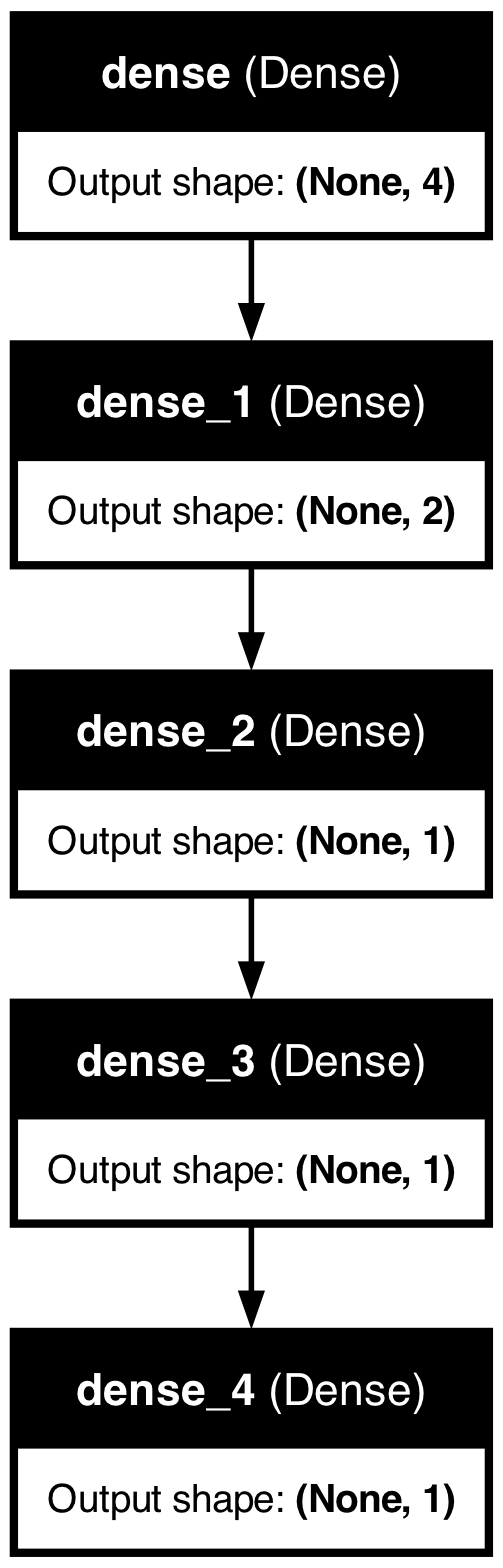 dense (Dense)
Output shape: (None, 4)
dense_1 (Dense)
Output shape: (None, 2)
dense_2 (Dense)
Output shape: (None, 1)
dense_3 (Dense)
Output shape: (None, 1)
dense_4 (Dense)
Output shape: (None, 1)